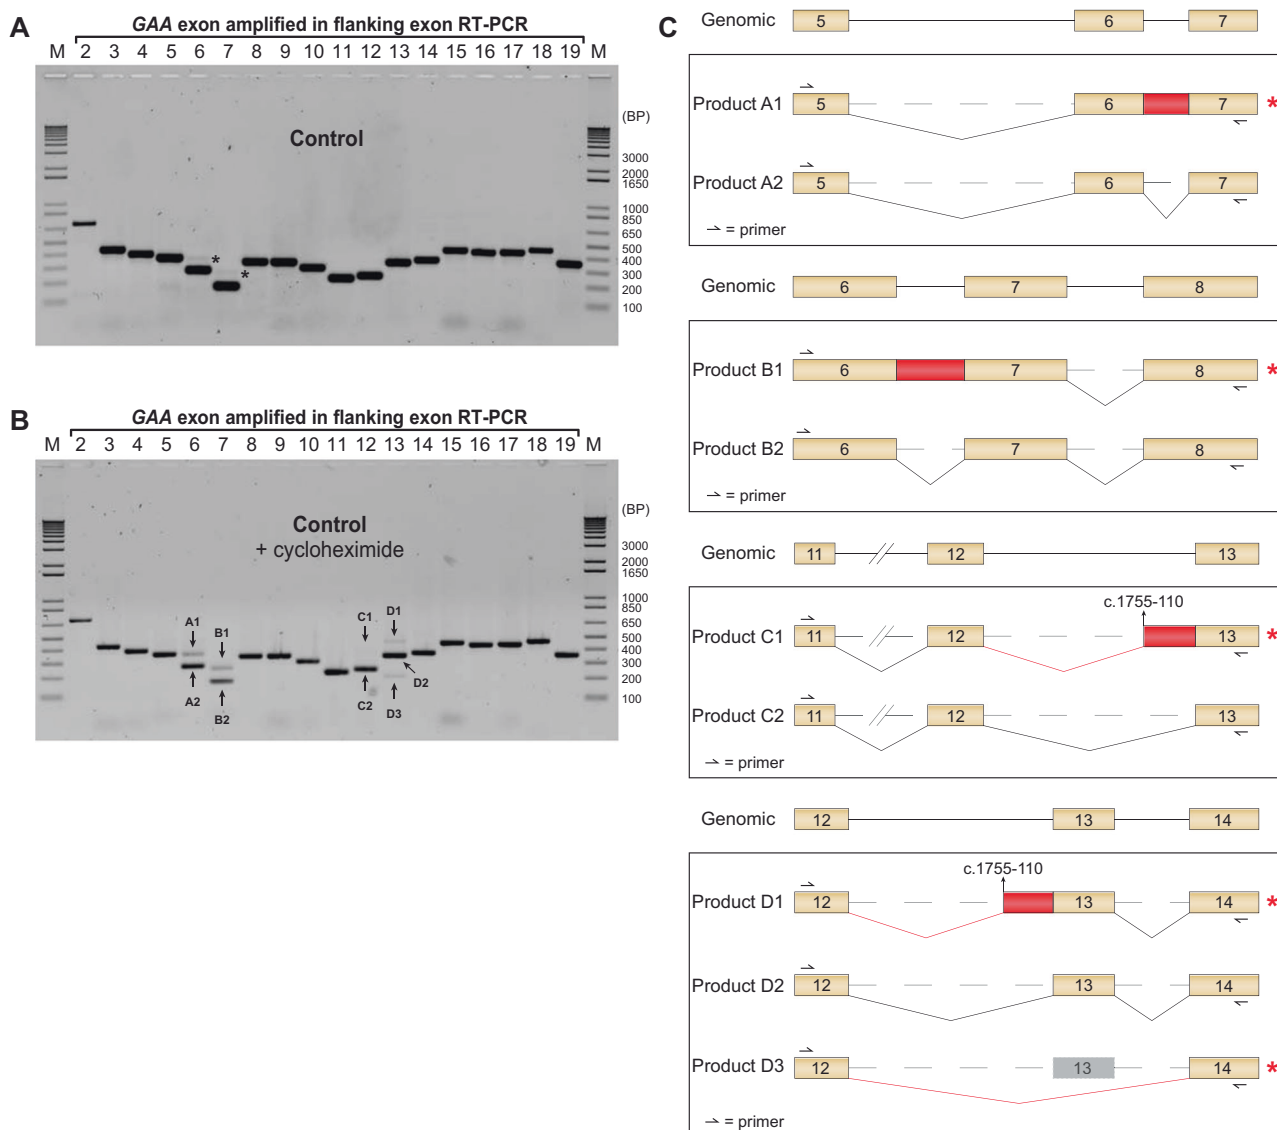 A
GAA exon amplified in flanking exon RT-PCR
M 2 3 4 5 6 7 8 9 10 11 12 13 14 15 16 17 18 19 M
(BP)
Control
3000
2000
1650
1000
850
650
500
400
300
200
100
*
*
B
GAA exon amplified in flanking exon RT-PCR
M 2 3 4 5 6 7 8 9 10 11 12 13 14 15 16 17 18 19 M
(BP)
Control
+ cycloheximide
3000
2000
1650
1000
850
650
500
400
300
200
100
A1
B1
C1
D1
A2
B2
C2
D2
D3
C
Genomic 5 6 7
Product A1 5 6 7 *
Product A2 5 6 7
= primer
Genomic 6 7 8
Product B1 6 7 8 *
Product B2 6 7 8
= primer
Genomic 11 12 13
c.1755-110
Product C1 11 12 13 *
Product C2 11 12 13
= primer
Genomic 12 13 14
c.1755-110
Product D1 12 13 14 *
Product D2 12 13 14
Product D3 12 13 14 *
= primer